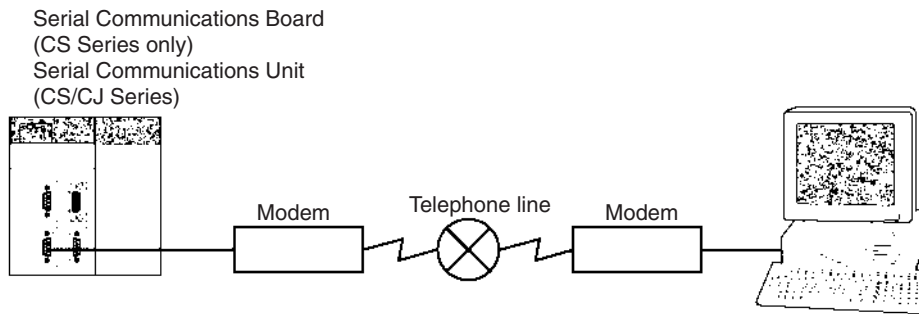 Serial Communications Board
(CS Series only)
Serial Communications Unit
(CS/CJ Series)
Modem
Telephone line
Modem